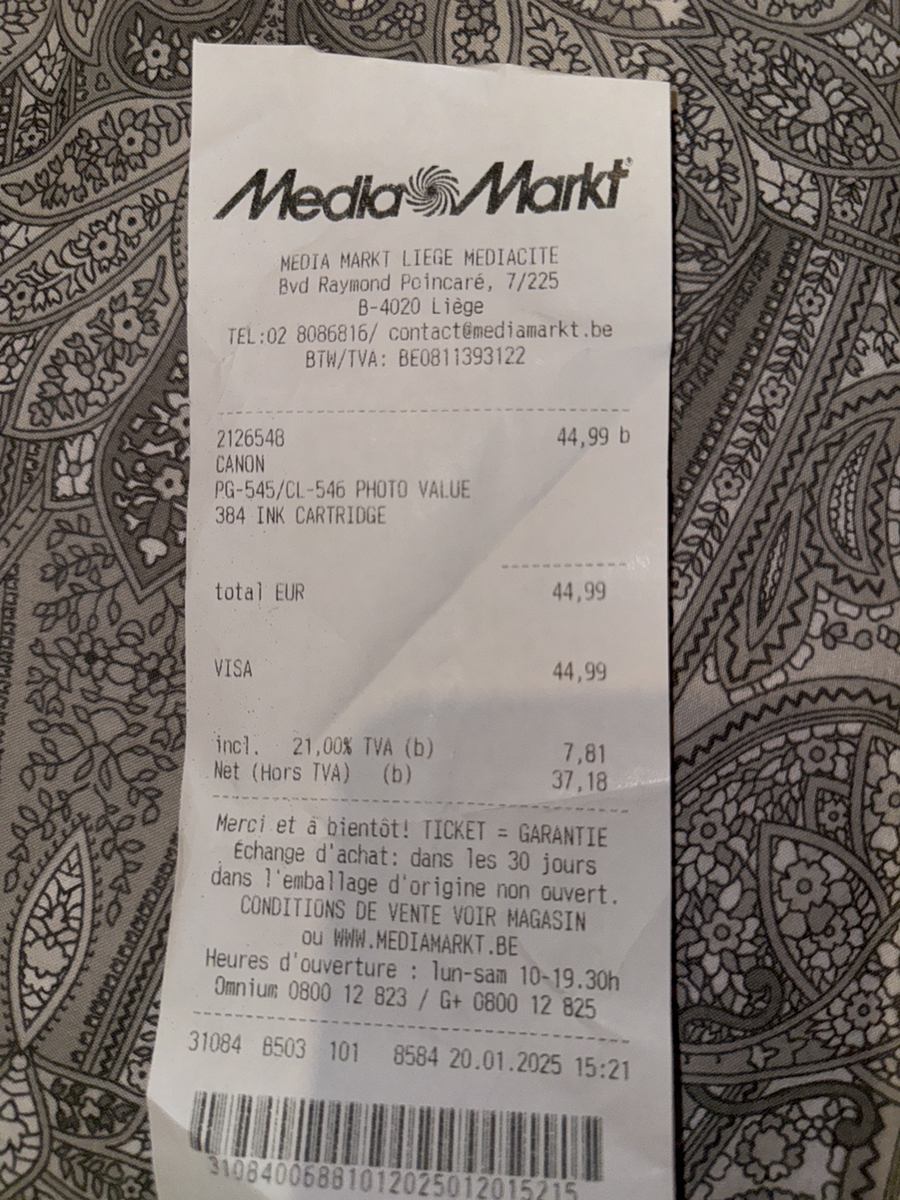 Media Markt
MEDIA MARKT LIEGE MEDIACITE
Bvd Raymond Poincaré, 7/225
B-4020 Liège
TEL:02 8086816/ contact@mediamarkt.be
BTW/TVA: BE0811393122
2126548 44,99 b
CANON
PG-545/CL-546 PHOTO VALUE
384 INK CARTRIDGE
total EUR 44,99
VISA 44,99
incl. 21,00% TVA (b) 7,81
Net (Hors TVA) (b) 37,18
Merci et à bientôt! TICKET = GARANTIE
Échange d'achat: dans les 30 jours
dans l'emballage d'origine non ouvert.
CONDITIONS DE VENTE VOIR MAGASIN
ou WWW.MEDIAMARKT.BE
Heures d'ouverture : lun-sam 10-19.30h
Omnium 0800 12 823 / G+ 0800 12 825
31084 6503 101 8584 20.01.2025 15:21